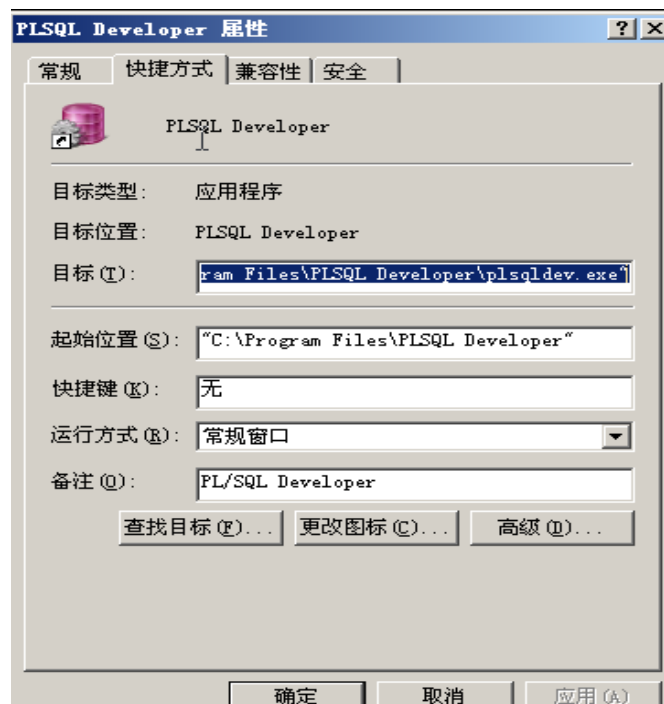 PLSQL Developer 属性
常规 快捷方式 兼容性 安全
PLSQL Developer
目标类型: 应用程序
目标位置: PLSQL Developer
目标(T): ram Files\PLSQL Developer\plsqldev.exe"
起始位置(S): "C:\Program Files\PLSQL Developer"
快捷键(K): 无
运行方式(R): 常规窗口
备注(O): PL/SQL Developer
查找目标(F)... 更改图标(C)... 高级(D)...
确定 取消 应用(A)